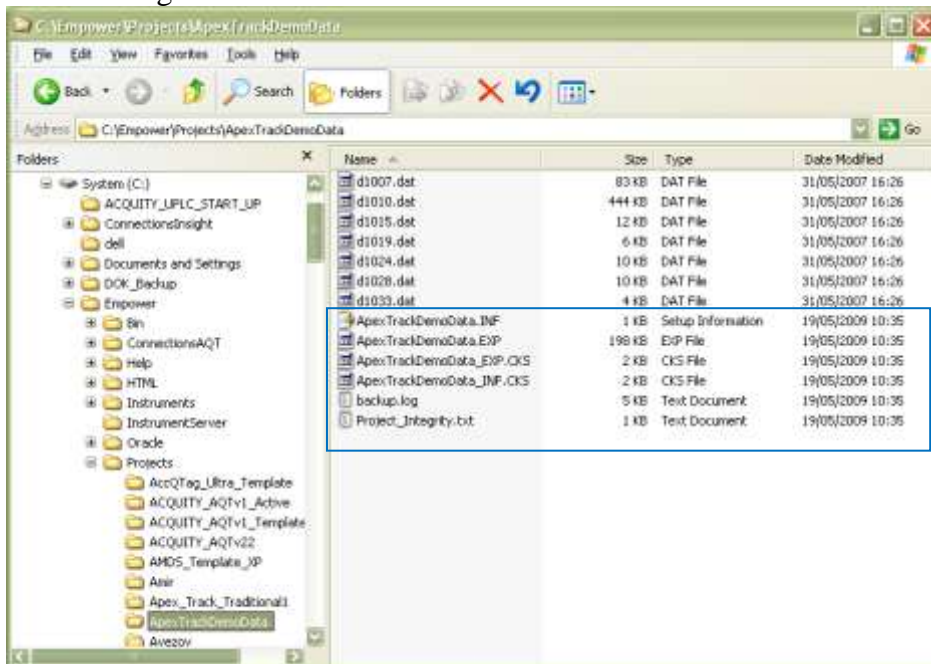 C:\Empower\Projects\ApexTrackDemoData
File Edit View Favorites Tools Help
Back Search Folders
Address C:\Empower\Projects\ApexTrackDemoData Go
Folders
System (C:)
ACQUITY_UPLC_START_UP
ConnectionsInsight
dell
Documents and Settings
DOK_Backup
Empower
Bin
ConnectionsAQT
Help
HTML
Instruments
InstrumentServer
Oracle
Projects
AccQTag_Ultra_Template
ACQUITY_AQTv1_Active
ACQUITY_AQTv1_Template
ACQUITY_AQTv22
AMDS_Template_XP
Amir
Apex_Track_Traditional1
ApexTrackDemoData
Avezov
Name Size Type Date Modified
d1007.dat 83 KB DAT File 31/05/2007 16:26
d1010.dat 444 KB DAT File 31/05/2007 16:26
d1015.dat 12 KB DAT File 31/05/2007 16:26
d1019.dat 6 KB DAT File 31/05/2007 16:26
d1024.dat 10 KB DAT File 31/05/2007 16:26
d1028.dat 10 KB DAT File 31/05/2007 16:26
d1033.dat 4 KB DAT File 31/05/2007 16:26
ApexTrackDemoData.INF 1 KB Setup Information 19/05/2009 10:35
ApexTrackDemoData.EXP 198 KB EXP File 19/05/2009 10:35
ApexTrackDemoData_EXP.CKS 2 KB CKS File 19/05/2009 10:35
ApexTrackDemoData_INF.CKS 2 KB CKS File 19/05/2009 10:35
backup.log 5 KB Text Document 19/05/2009 10:35
Project_Integrity.txt 1 KB Text Document 19/05/2009 10:35